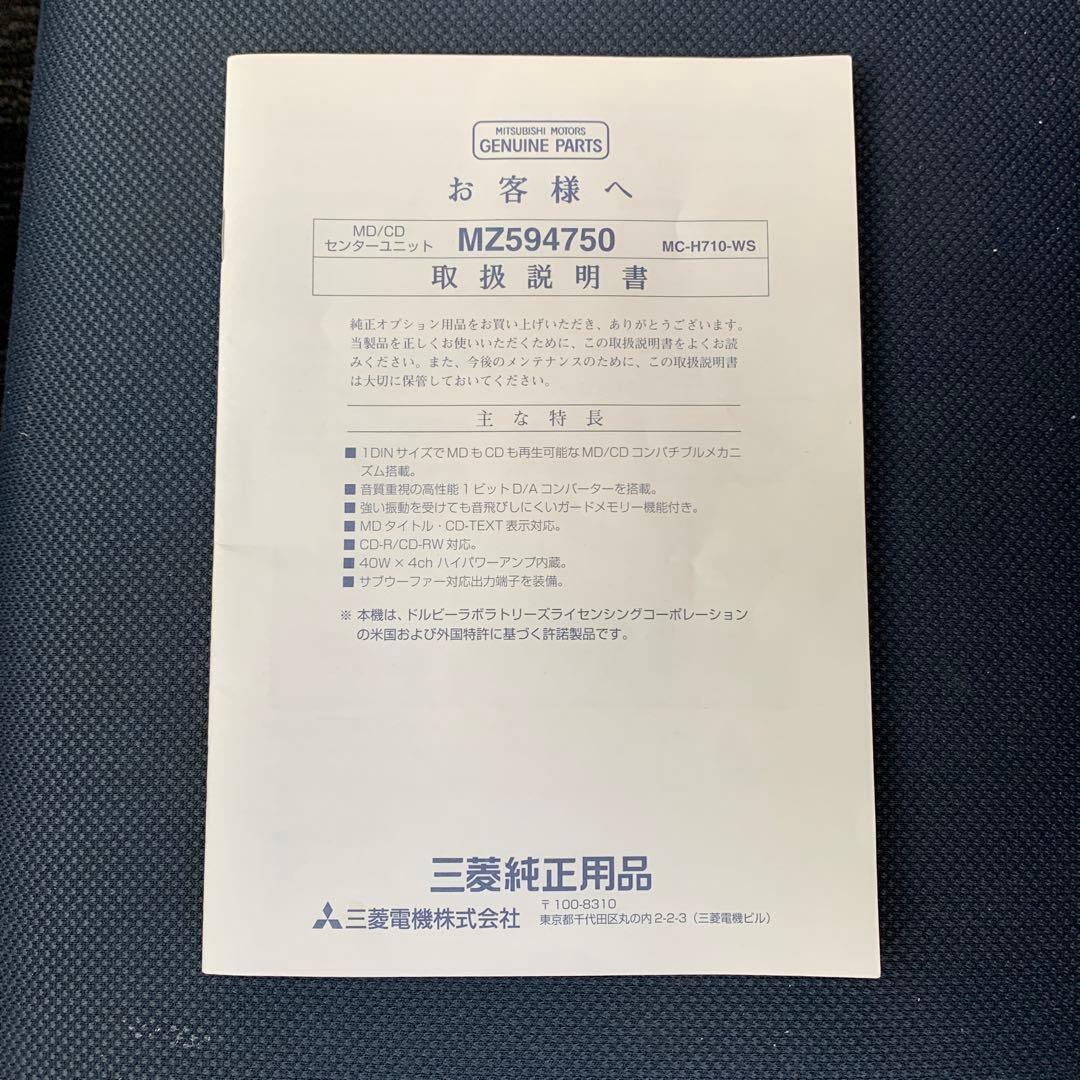 MITSUBISHI MOTORS
GENUINE PARTS
お客様へ
MD/CD
センターユニット MZ594750 MC-H710-WS
取扱説明書
純正オプション用品をお買い上げいただき、ありがとうございます。
当製品を正しくお使いいただくために、この取扱説明書をよくお読
みください。また、今後のメンテナンスのために、この取扱説明書
は大切に保管しておいてください。
主な特長
■ 1DINサイズでMDもCDも再生可能なMD/CDコンパチブルメカニ
ズム搭載。
■ 音質重視の高性能1ビットD/Aコンバーターを搭載。
■ 強い振動を受けても音飛びしにくいガードメモリー機能付き。
■ MDタイトル・CD-TEXT表示対応。
■ CD-R/CD-RW対応。
■ 40W×4chハイパワーアンプ内蔵。
■ サブウーファー対応出力端子を装備。
※ 本機は、ドルビーラボラトリーズライセンシングコーポレーション
の米国および外国特許に基づく許諾製品です。
三菱純正用品
三菱電機株式会社
〒100-8310
東京都千代田区丸の内2-2-3（三菱電機ビル）